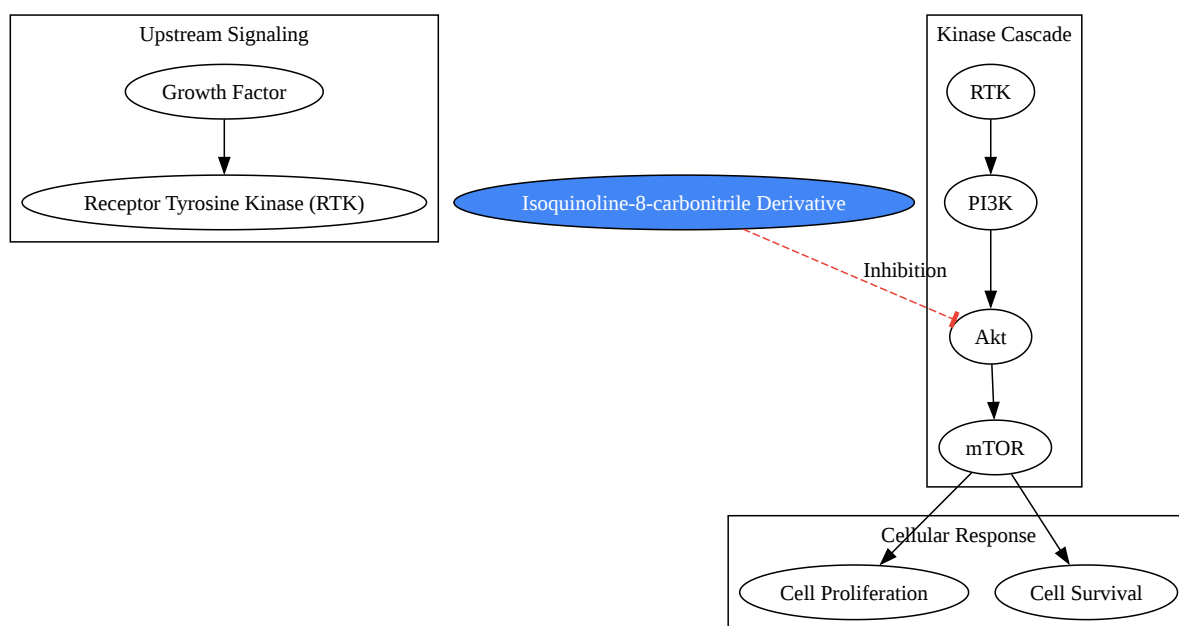 Upstream Signaling
Growth Factor
Receptor Tyrosine Kinase (RTK)
Isoquinoline-8-carbonitrile Derivative
Inhibition
Kinase Cascade
RTK
PI3K
Akt
mTOR
Cellular Response
Cell Proliferation
Cell Survival